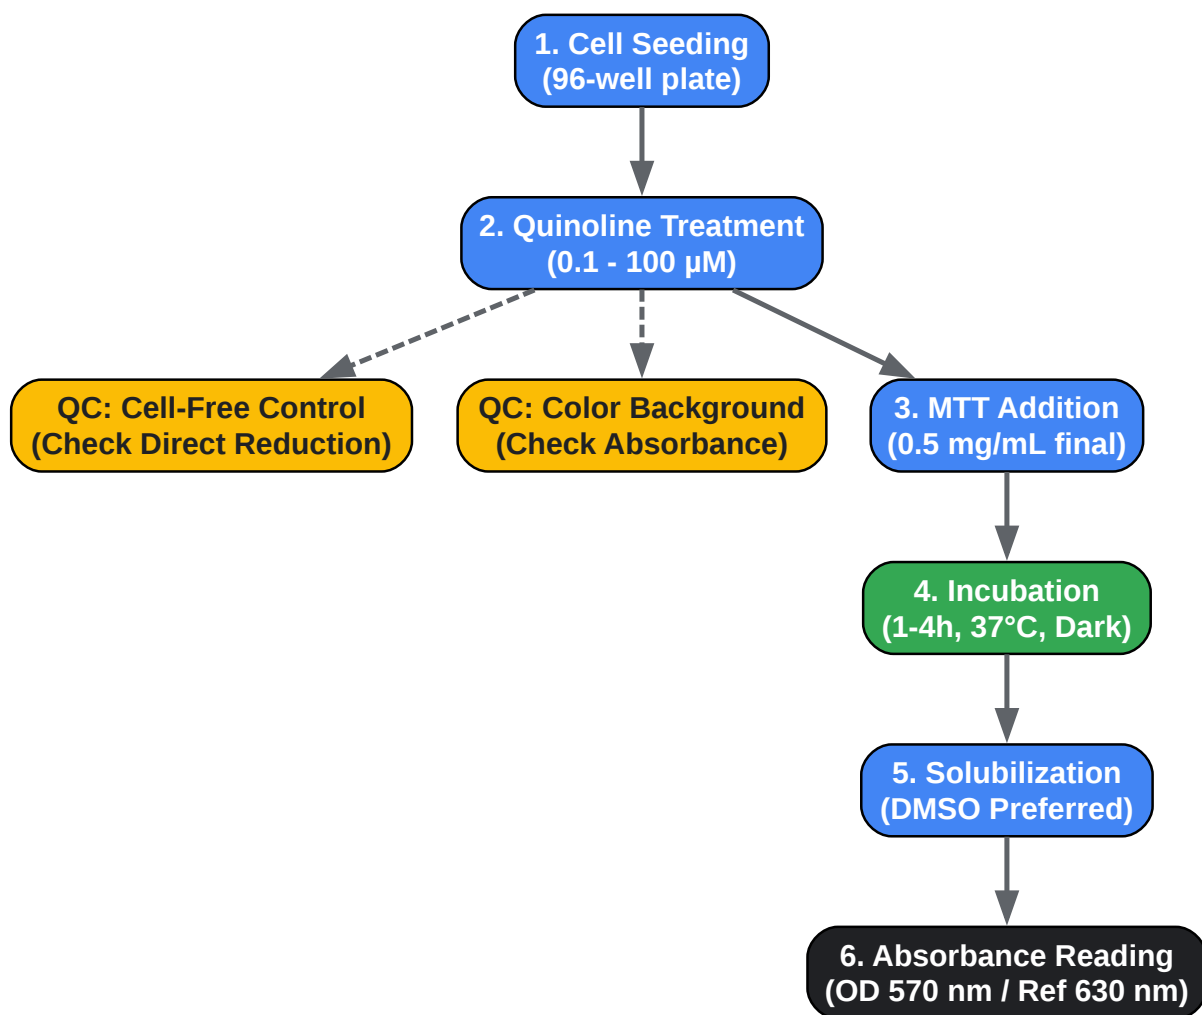 1. Cell Seeding
(96-well plate)
2. Quinoline Treatment
(0.1 - 100 µM)
QC: Cell-Free Control
(Check Direct Reduction)
QC: Color Background
(Check Absorbance)
3. MTT Addition
(0.5 mg/mL final)
4. Incubation
(1-4h, 37°C, Dark)
5. Solubilization
(DMSO Preferred)
6. Absorbance Reading
(OD 570 nm / Ref 630 nm)